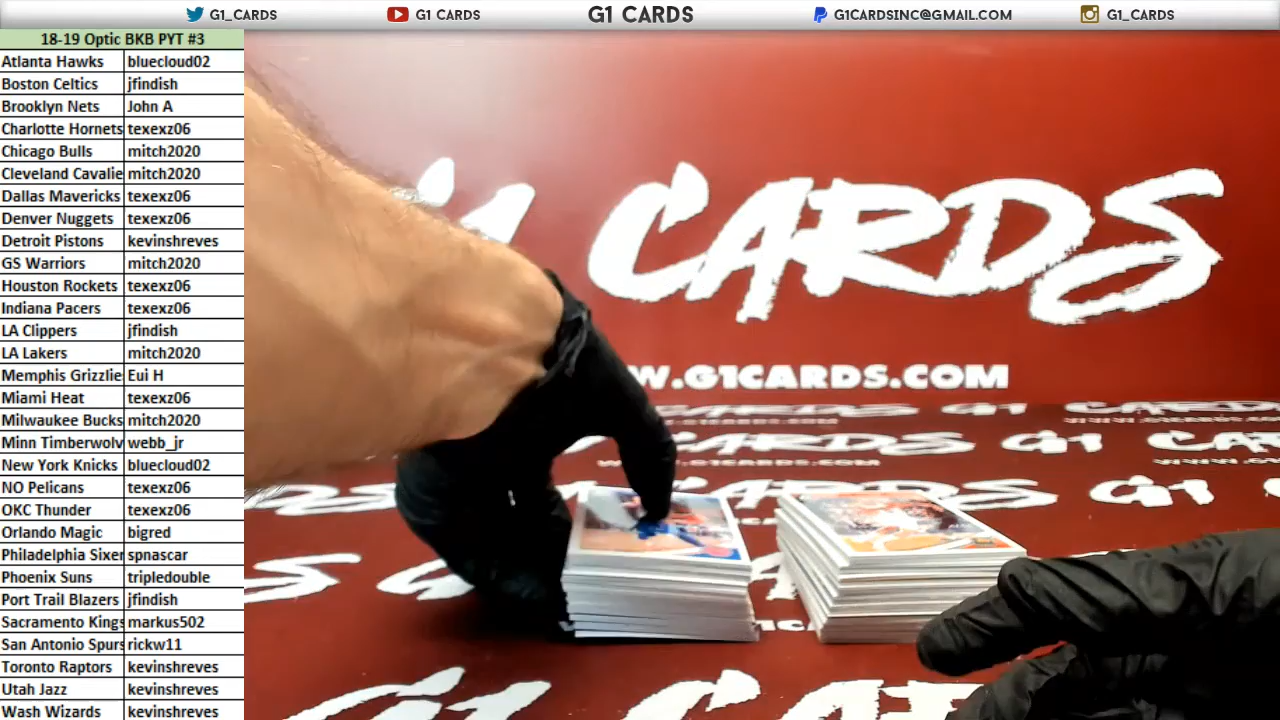 G1_CARDS
G1 CARDS
G1 CARDS
G1CARDSINC@GMAIL.COM
G1_CARDS
18-19 Optic BKB PYT #3
Atlanta Hawks bluecloud02
Boston Celtics jfindish
Brooklyn Nets John A
Charlotte Hornets texexz06
Chicago Bulls mitch2020
Cleveland Cavalie mitch2020
Dallas Mavericks texexz06
Denver Nuggets texexz06
Detroit Pistons kevinshreves
GS Warriors mitch2020
Houston Rockets texexz06
Indiana Pacers texexz06
LA Clippers jfindish
LA Lakers mitch2020
Memphis Grizzlie Eui H
Miami Heat texexz06
Milwaukee Bucks mitch2020
Minn Timberwolv webb_jr
New York Knicks bluecloud02
NO Pelicans texexz06
OKC Thunder texexz06
Orlando Magic bigred
Philadelphia Sixer spnascar
Phoenix Suns tripledouble
Port Trail Blazers jfindish
Sacramento Kings markus502
San Antonio Spurs rickw11
Toronto Raptors kevinshreves
Utah Jazz kevinshreves
Wash Wizards kevinshreves
CARDS
W.G1CARDS.COM
G1
CARDS
G1
G1 CA